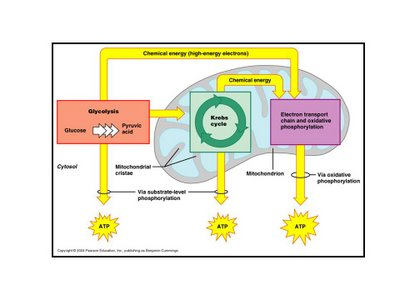 Chemical energy (high-energy electrons)
Chemical energy
Glycolysis
Glucose
Pyruvic
acid
Krebs
cycle
Electron transport
chain and oxidative
phosphorylation
Cytosol
Mitochondrial
cristae
Mitochondrion
Via oxidative
phosphorylation
Via substrate-level
phosphorylation
ATP
ATP
ATP
Copyright © 2006 Pearson Education, Inc., publishing as Benjamin Cummings.